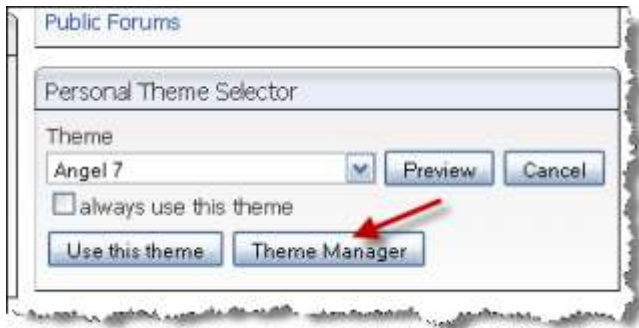 Public Forums
Personal Theme Selector
Theme
Angel 7 Preview Cancel
always use this theme
Use this theme Theme Manager